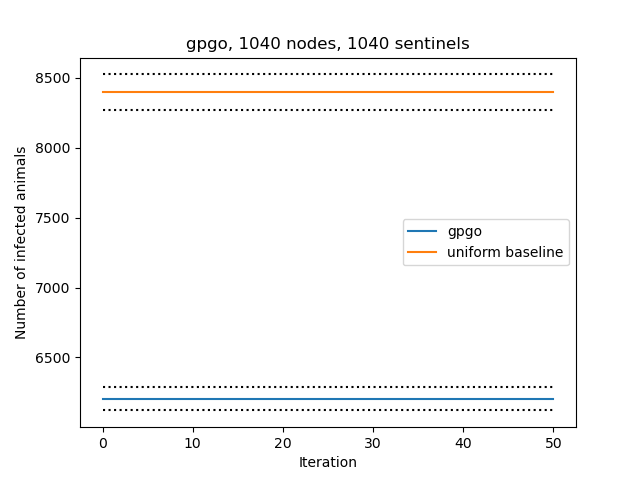 gpgo, 1040 nodes, 1040 sentinels
8500
8000
7500
7000
6500
Number of infected animals
gpgo
uniform baseline
0 10 20 30 40 50
Iteration